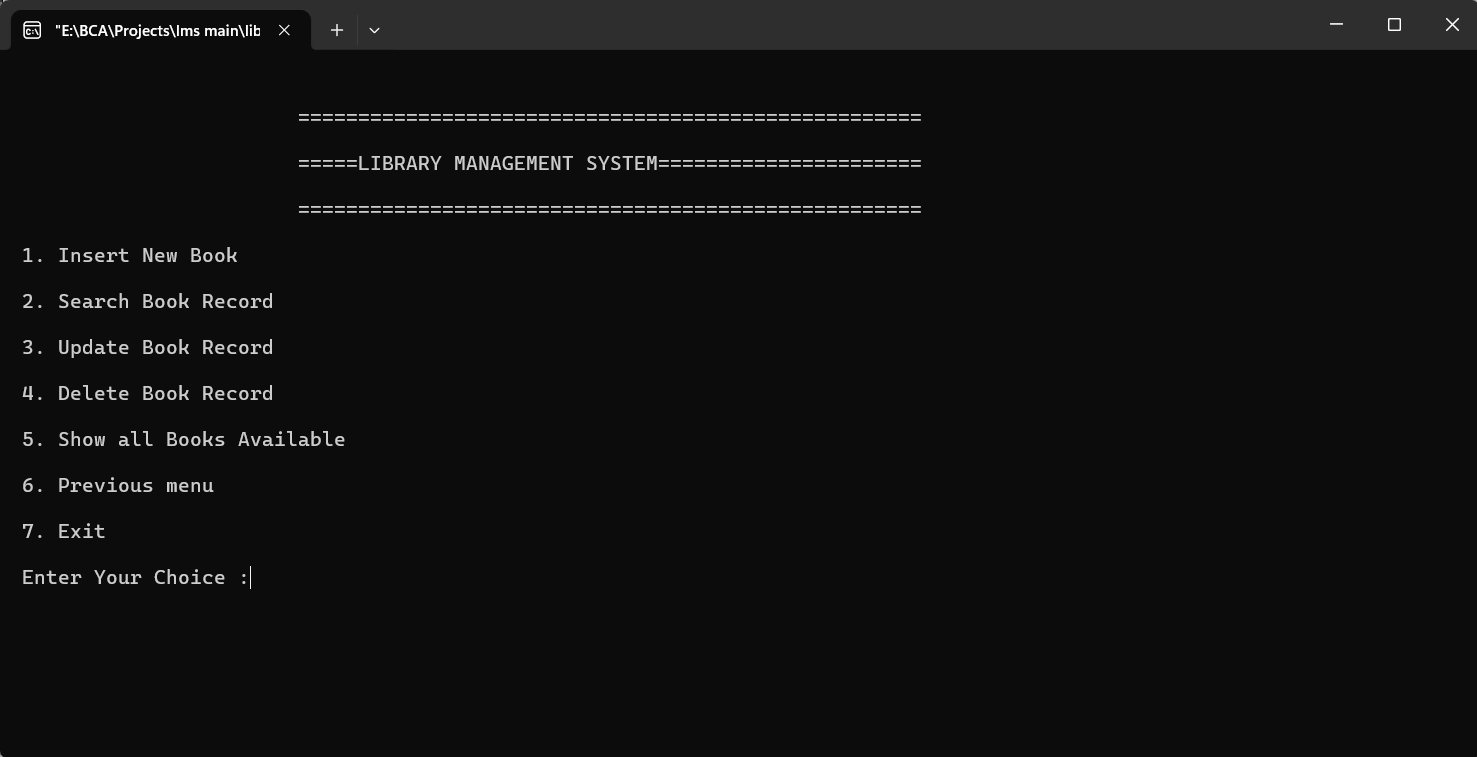 "E:\BCA\Projects\lms main\lib
====================================================
=====LIBRARY MANAGEMENT SYSTEM======================
====================================================
1. Insert New Book
2. Search Book Record
3. Update Book Record
4. Delete Book Record
5. Show all Books Available
6. Previous menu
7. Exit
Enter Your Choice :